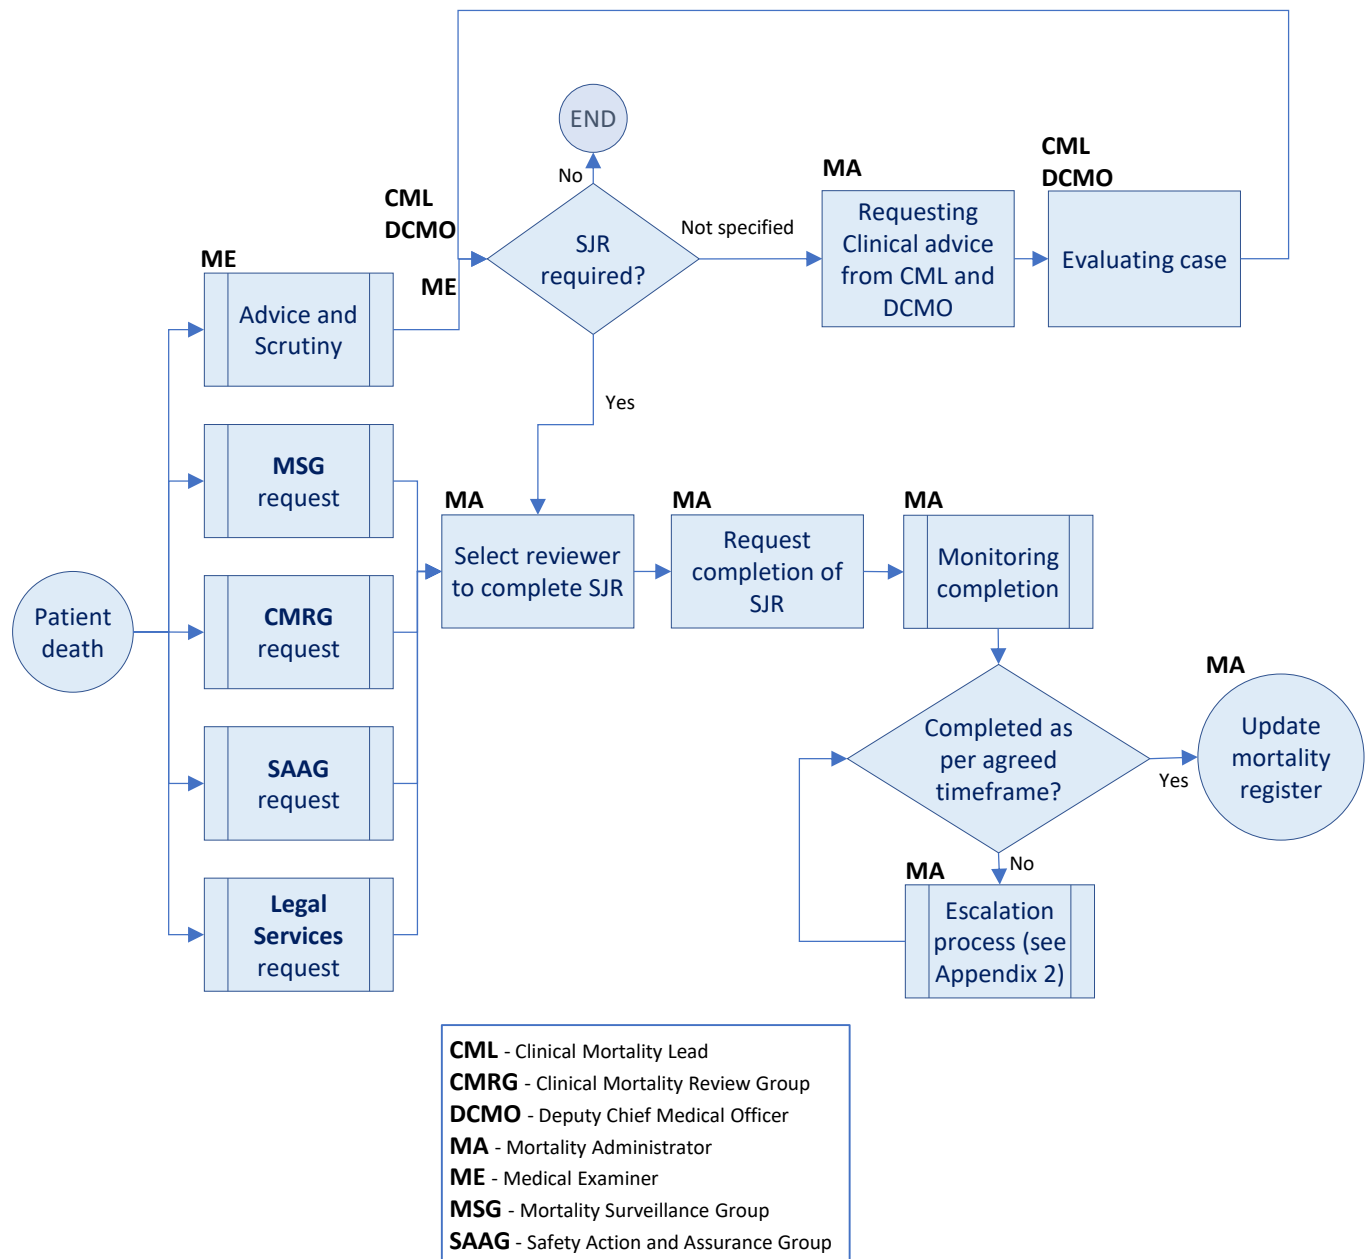 END
No
CML
DCMO
SJR
required?
Not specified
MA
Requesting
Clinical advice
from CML and
DCMO
CML
DCMO
Evaluating case
ME
Advice and
Scrutiny
ME
Yes
MSG
request
MA
Select reviewer
to complete SJR
MA
Request
completion of
SJR
MA
Monitoring
completion
Patient
death
CMRG
request
SAAG
request
Legal
Services
request
Completed as
per agreed
timeframe?
Yes
MA
Update
mortality
register
No
MA
Escalation
process (see
Appendix 2)
CML - Clinical Mortality Lead
CMRG - Clinical Mortality Review Group
DCMO - Deputy Chief Medical Officer
MA - Mortality Administrator
ME - Medical Examiner
MSG - Mortality Surveillance Group
SAAG - Safety Action and Assurance Group